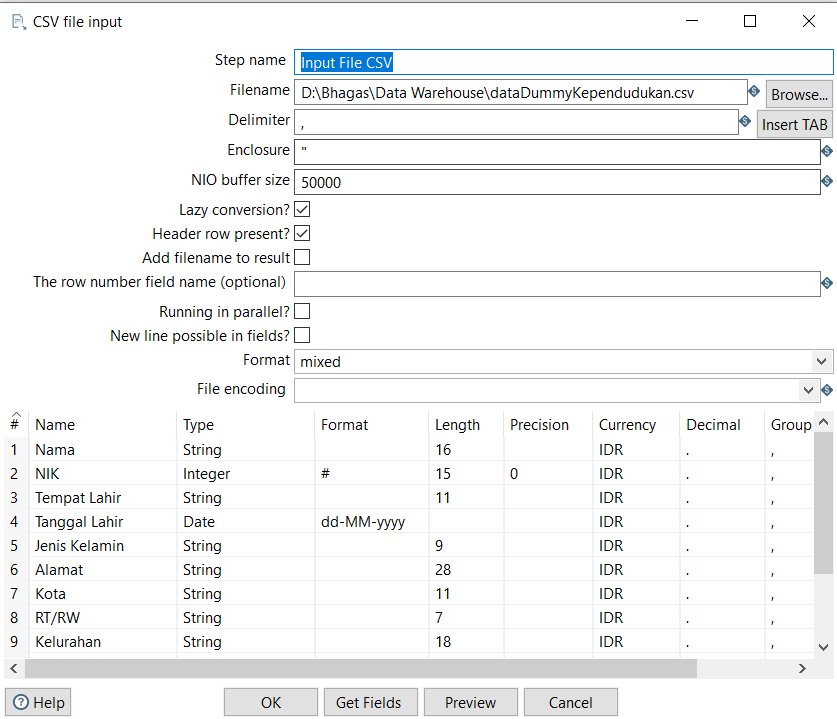 CSV file input
Step name Input File CSV
Filename D:\Bhagas\Data Warehouse\dataDummyKependudukan.csv Browse...
Delimiter , Insert TAB
Enclosure "
NIO buffer size 50000
Lazy conversion?
Header row present?
Add filename to result
The row number field name (optional)
Running in parallel?
New line possible in fields?
Format mixed
File encoding
# Name Type Format Length Precision Currency Decimal Group
1 Nama String 16 IDR . ,
2 NIK Integer # 15 0 IDR . ,
3 Tempat Lahir String 11 IDR . ,
4 Tanggal Lahir Date dd-MM-yyyy IDR . ,
5 Jenis Kelamin String 9 IDR . ,
6 Alamat String 28 IDR . ,
7 Kota String 11 IDR . ,
8 RT/RW String 7 IDR . ,
9 Kelurahan String 18 IDR . ,
Help OK Get Fields Preview Cancel